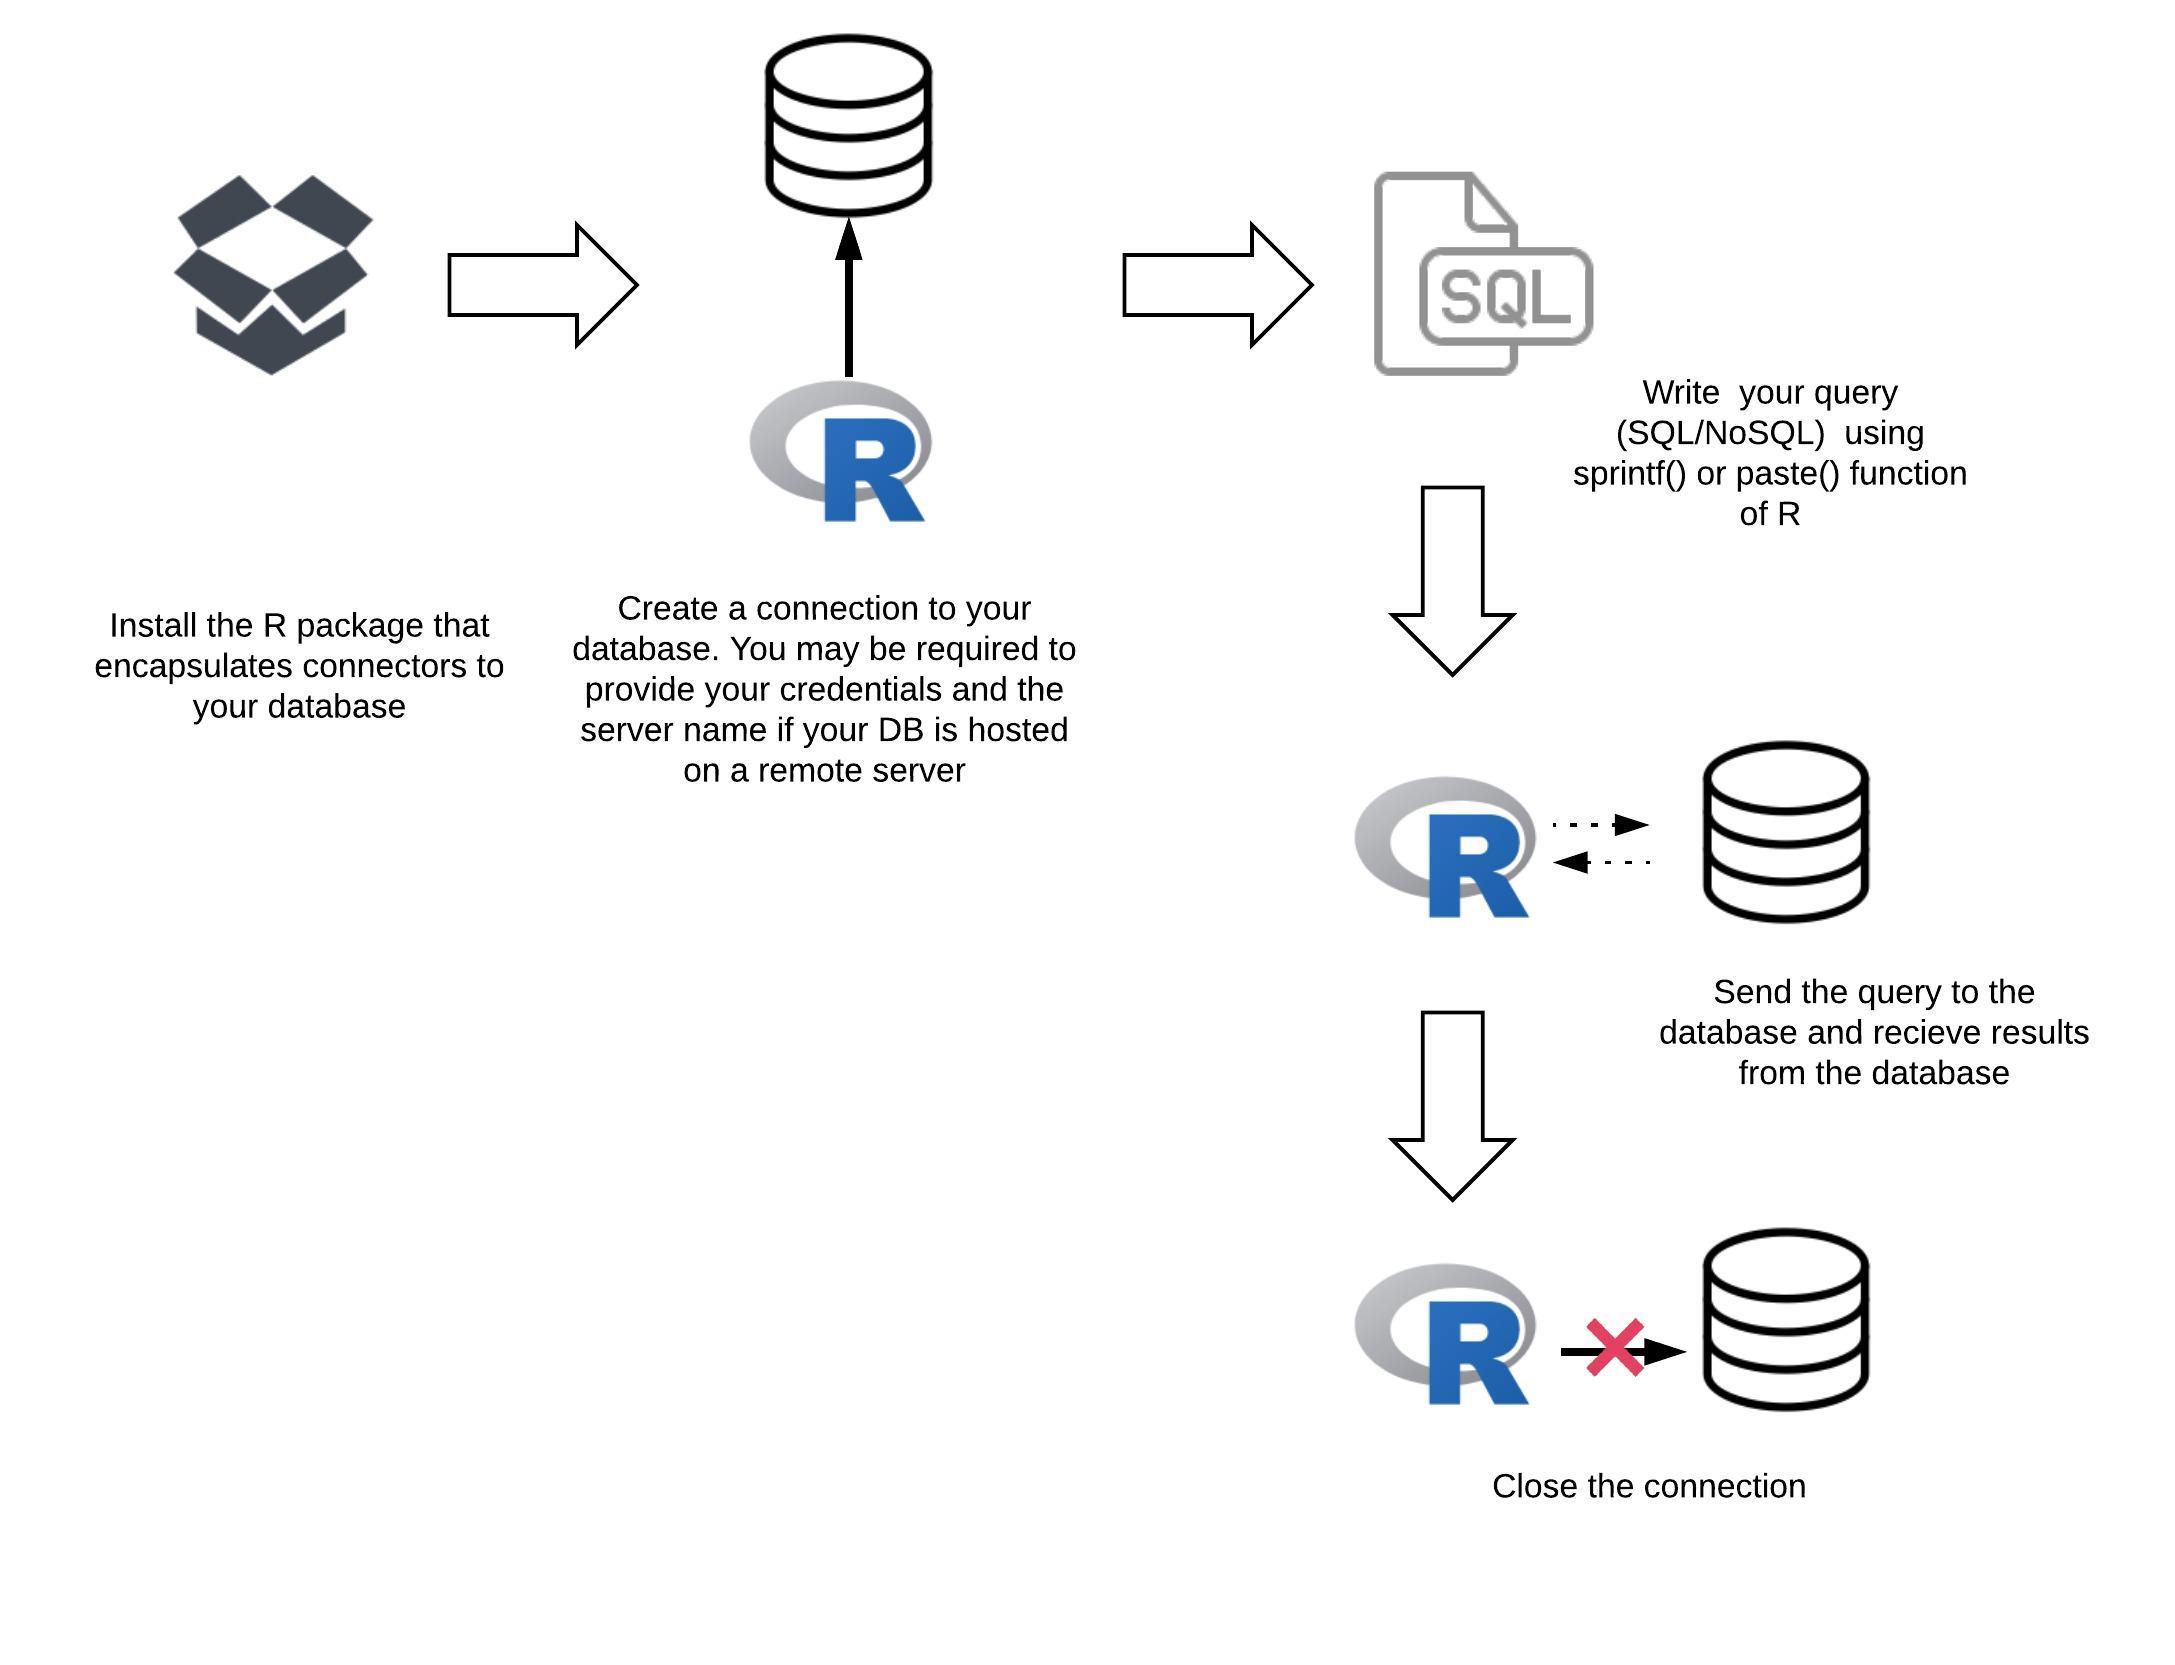 Install the R package that
encapsulates connectors to
your database
R
Create a connection to your
database. You may be required to
provide your credentials and the
server name if your DB is hosted
on a remote server
SQL
Write  your query
(SQL/NoSQL)  using
sprintf() or paste() function
of R
R
Send the query to the
database and recieve results
from the database
R
Close the connection